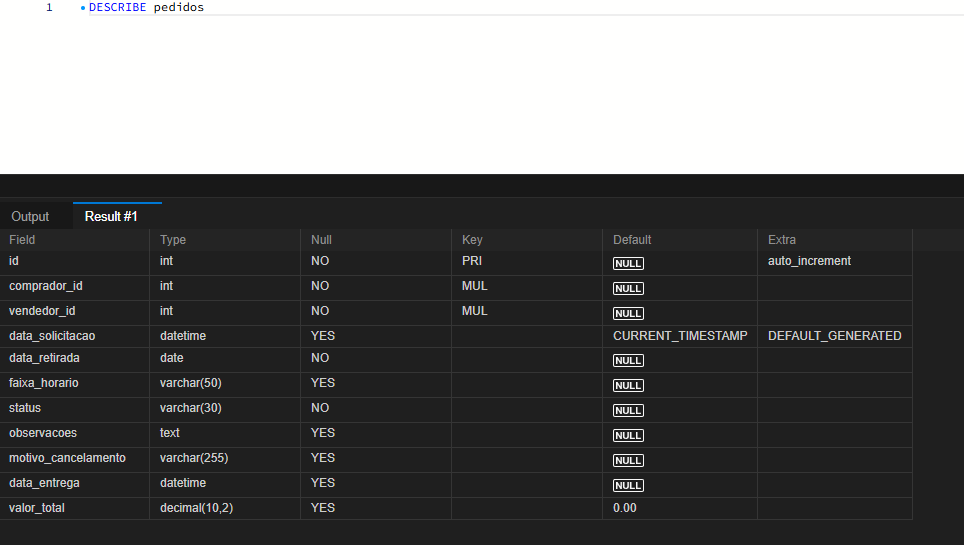 1 DESCRIBE pedidos
Output Result #1
Field Type Null Key Default Extra
id int NO PRI NULL auto_increment
comprador_id int NO MUL NULL
vendedor_id int NO MUL NULL
data_solicitacao datetime YES CURRENT_TIMESTAMP DEFAULT_GENERATED
data_retirada date NO NULL
faixa_horario varchar(50) YES NULL
status varchar(30) NO NULL
observacoes text YES NULL
motivo_cancelamento varchar(255) YES NULL
data_entrega datetime YES NULL
valor_total decimal(10,2) YES 0.00